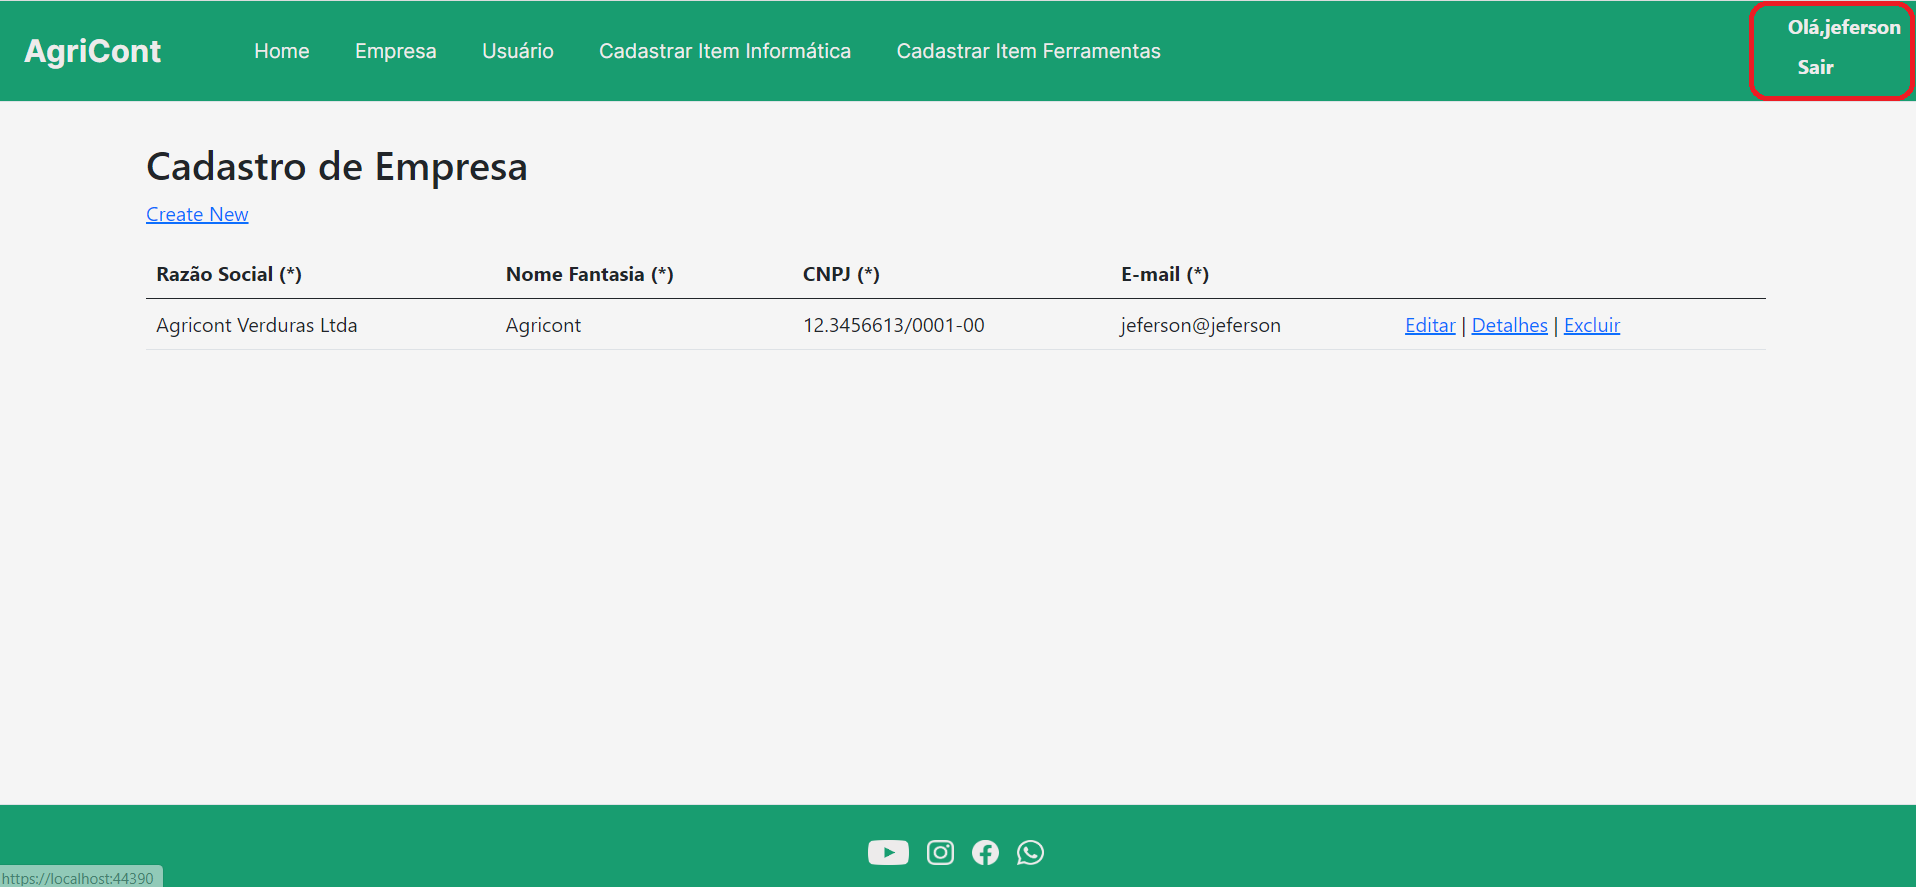 AgriCont Home Empresa Usuário Cadastrar Item Informática Cadastrar Item Ferramentas
Olá,jeferson
Sair
Cadastro de Empresa
Create New
Razão Social (*) Nome Fantasia (*) CNPJ (*) E-mail (*)
Agricont Verduras Ltda Agricont 12.3456613/0001-00 jeferson@jeferson Editar | Detalhes | Excluir
https://localhost:44390